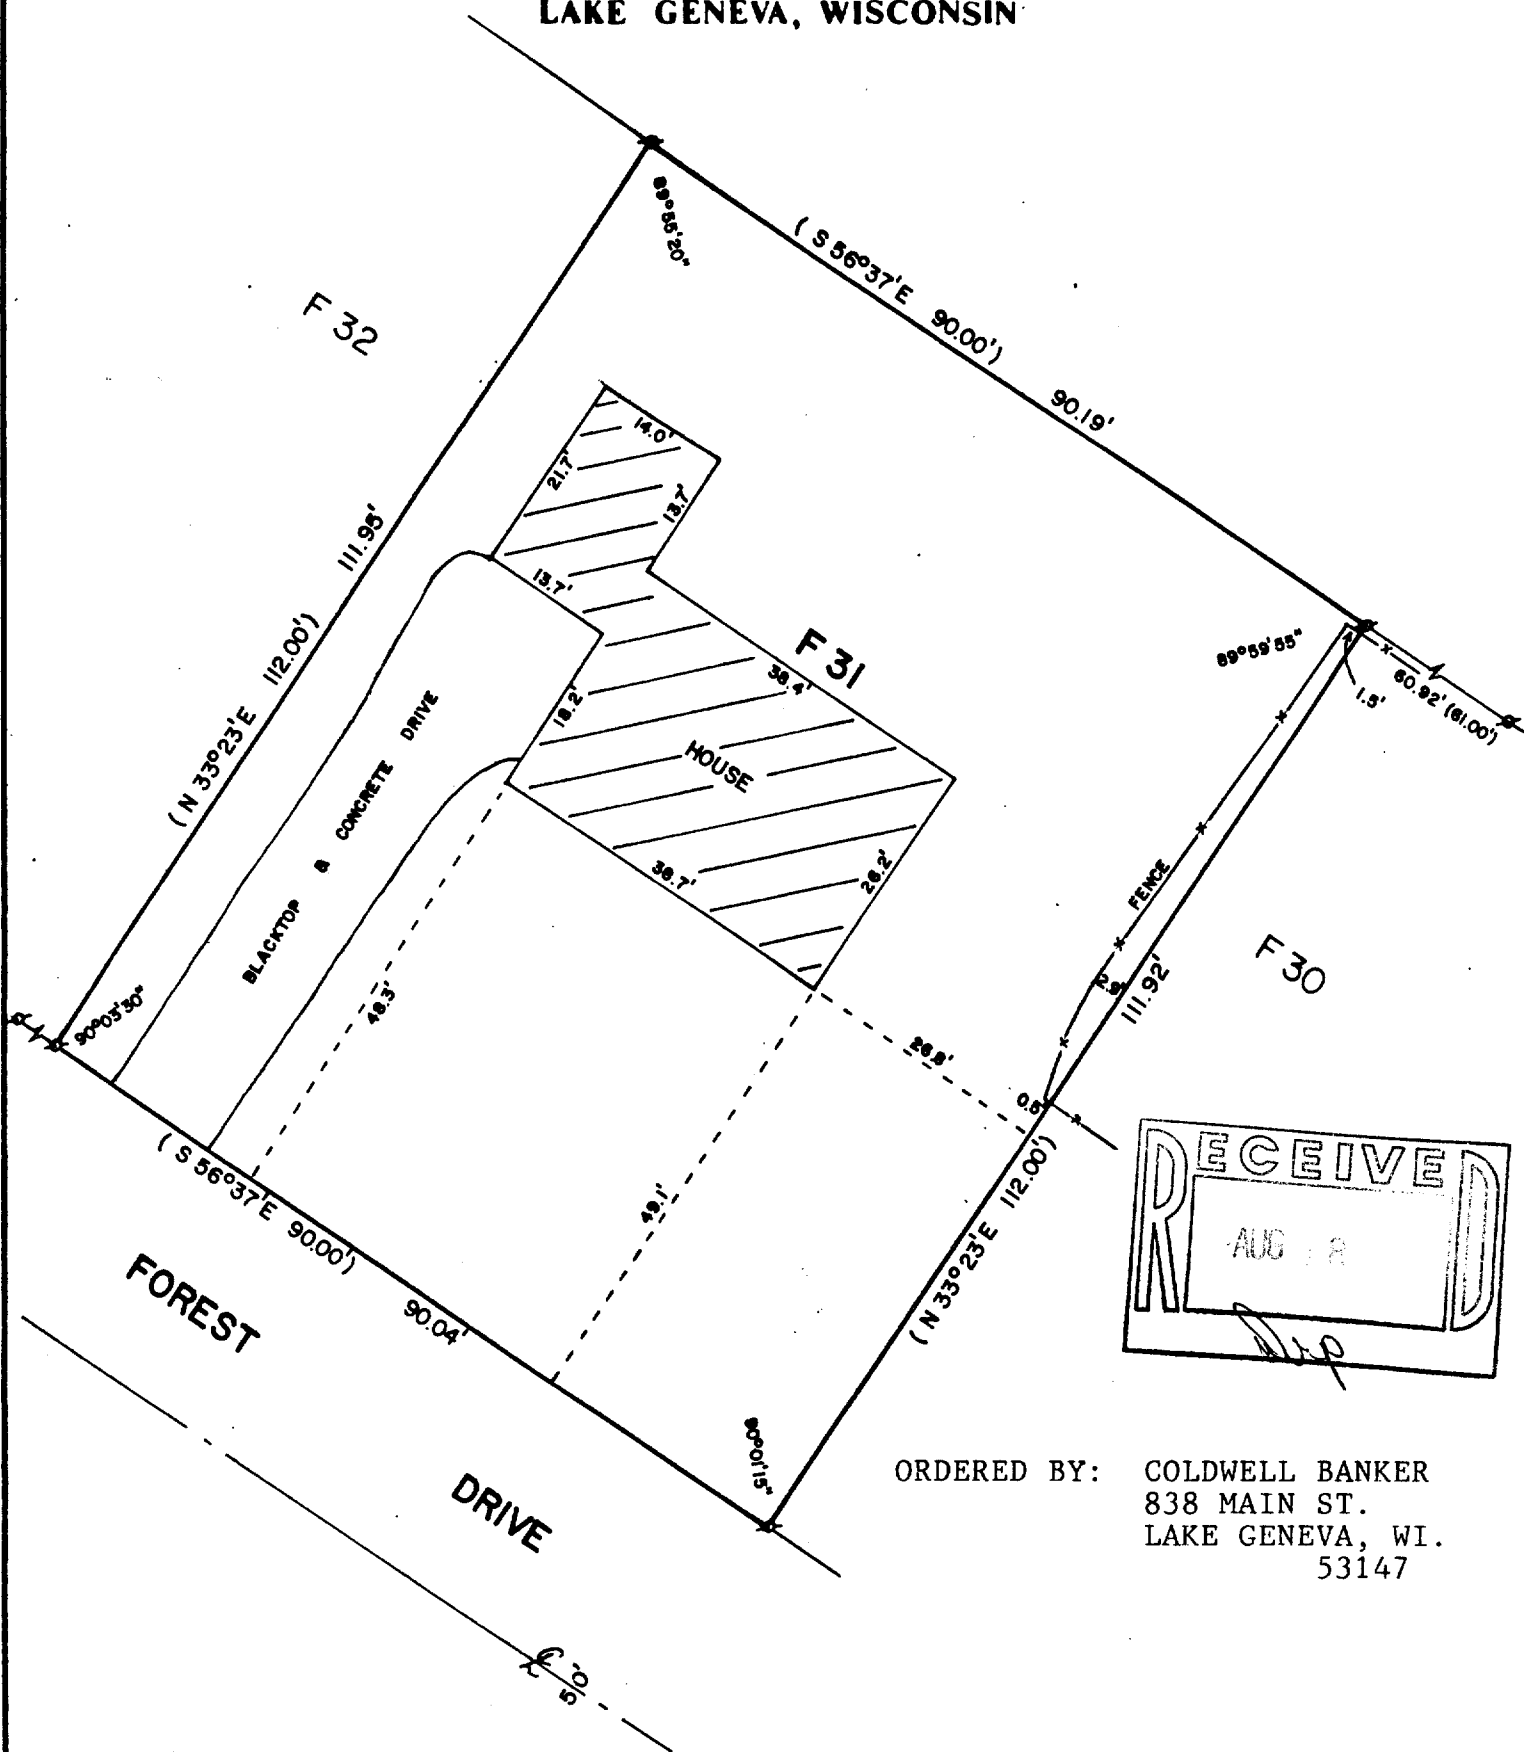 LAKE GENEVA, WISCONSIN
89°55'20"
(S 56°37'E 90.00')
90.19'
F 32
14.0'
21.7'
13.7'
111.95'
13.7'
(N 33°23'E 112.00')
F 31
38.4'
89°59'55"
1.5'
60.92' (61.00')
18.2'
HOUSE
BLACKTOP & CONCRETE DRIVE
38.7'
26.2'
FENCE
F 30
2.9'
111.92'
48.3'
90°03'30"
26.8'
0.5'
(S 56°37'E 90.00')
90.04'
49.1'
(N 33°23'E 112.00')
RECEIVED
AUG 8
FOREST
DRIVE
90°01'15"
ORDERED BY: COLDWELL BANKER
838 MAIN ST.
LAKE GENEVA, WI.
53147
50'